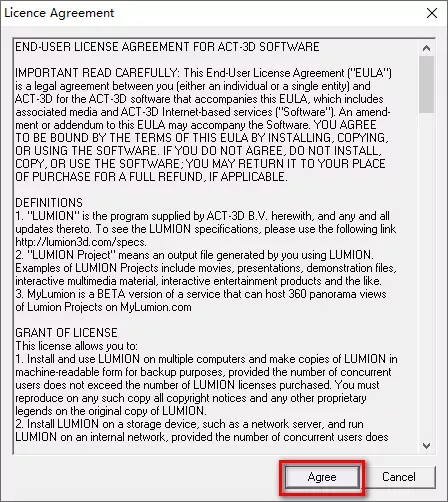 Licence Agreement
END-USER LICENSE AGREEMENT FOR ACT-3D SOFTWARE
IMPORTANT READ CAREFULLY: This End-User License Agreement ("EULA")
is a legal agreement between you (either an individual or a single entity) and
ACT-3D for the ACT-3D software that accompanies this EULA, which includes
associated media and ACT-3D Internet-based services ("Software"). An amend-
ment or addendum to this EULA may accompany the Software. YOU AGREE
TO BE BOUND BY THE TERMS OF THIS EULA BY INSTALLING, COPYING,
OR USING THE SOFTWARE. IF YOU DO NOT AGREE, DO NOT INSTALL,
COPY, OR USE THE SOFTWARE; YOU MAY RETURN IT TO YOUR PLACE
OF PURCHASE FOR A FULL REFUND, IF APPLICABLE.
DEFINITIONS
1. "LUMION" is the program supplied by ACT-3D B.V. herewith, and any and all
updates thereto. To see the LUMION specifications, please use the following link
http://lumion3d.com/specs.
2. "LUMION Project" means an output file generated by you using LUMION.
Examples of LUMION Projects include movies, presentations, demonstration files,
interactive multimedia material, interactive entertainment products and the like.
3. MyLumion is a BETA version of a service that can host 360 panorama views
of Lumion Projects on MyLumion.com
GRANT OF LICENSE
This license allows you to:
1. Install and use LUMION on multiple computers and make copies of LUMION in
machine-readable form for backup purposes, provided the number of concurrent
users does not exceed the number of LUMION licenses purchased. You must
reproduce on any such copy all copyright notices and any other proprietary
legends on the original copy of LUMION.
2. Install LUMION on a storage device, such as a network server, and run
LUMION on an internal network, provided the number of concurrent users does
Agree
Cancel